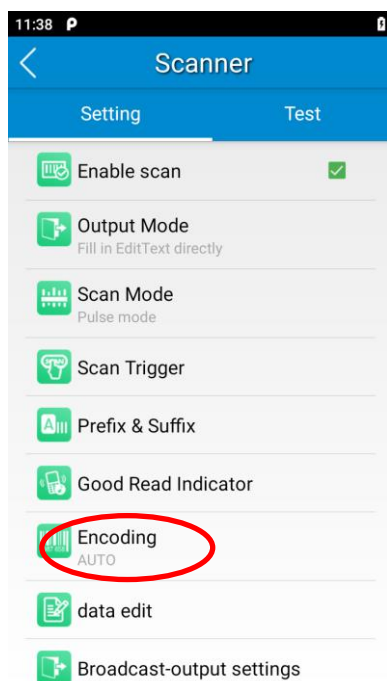 11:38
Scanner
Setting Test
Enable scan
Output Mode
Fill in EditText directly
Scan Mode
Pulse mode
Scan Trigger
Prefix & Suffix
Good Read Indicator
Encoding
AUTO
data edit
Broadcast-output settings